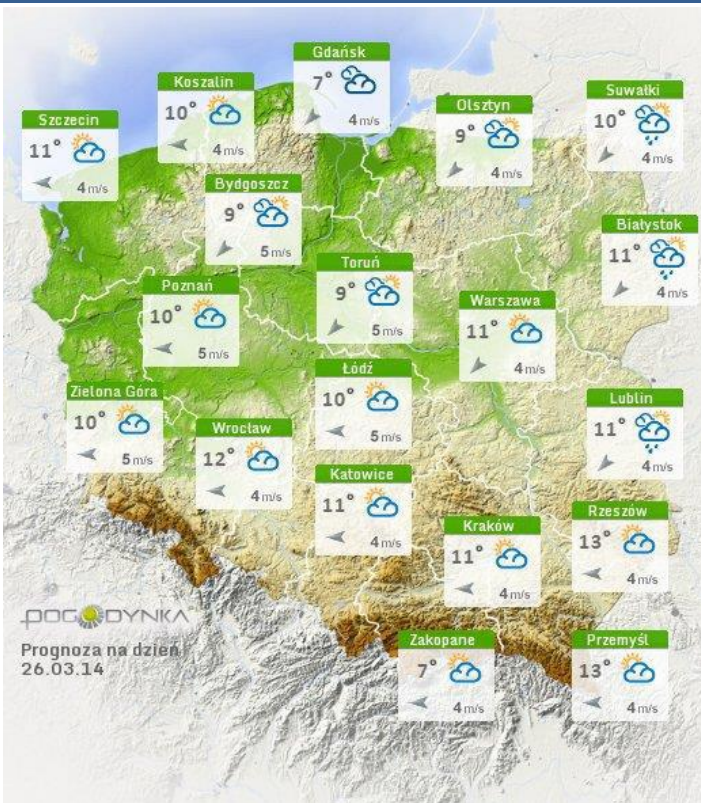 Gdańsk
7°
4 m/s
Koszalin
10°
4 m/s
Suwałki
10°
4 m/s
Olsztyn
9°
4 m/s
Szczecin
11°
4 m/s
Bydgoszcz
9°
5 m/s
Białystok
11°
4 m/s
Toruń
9°
5 m/s
Poznań
10°
5 m/s
Warszawa
11°
4 m/s
Łódź
10°
5 m/s
Zielona Góra
10°
5 m/s
Lublin
11°
4 m/s
Wrocław
12°
4 m/s
Katowice
11°
4 m/s
Rzeszów
13°
4 m/s
Kraków
11°
4 m/s
POGODYNKA
Prognoza na dzień
26.03.14
Zakopane
7°
4 m/s
Przemyśl
13°
4 m/s